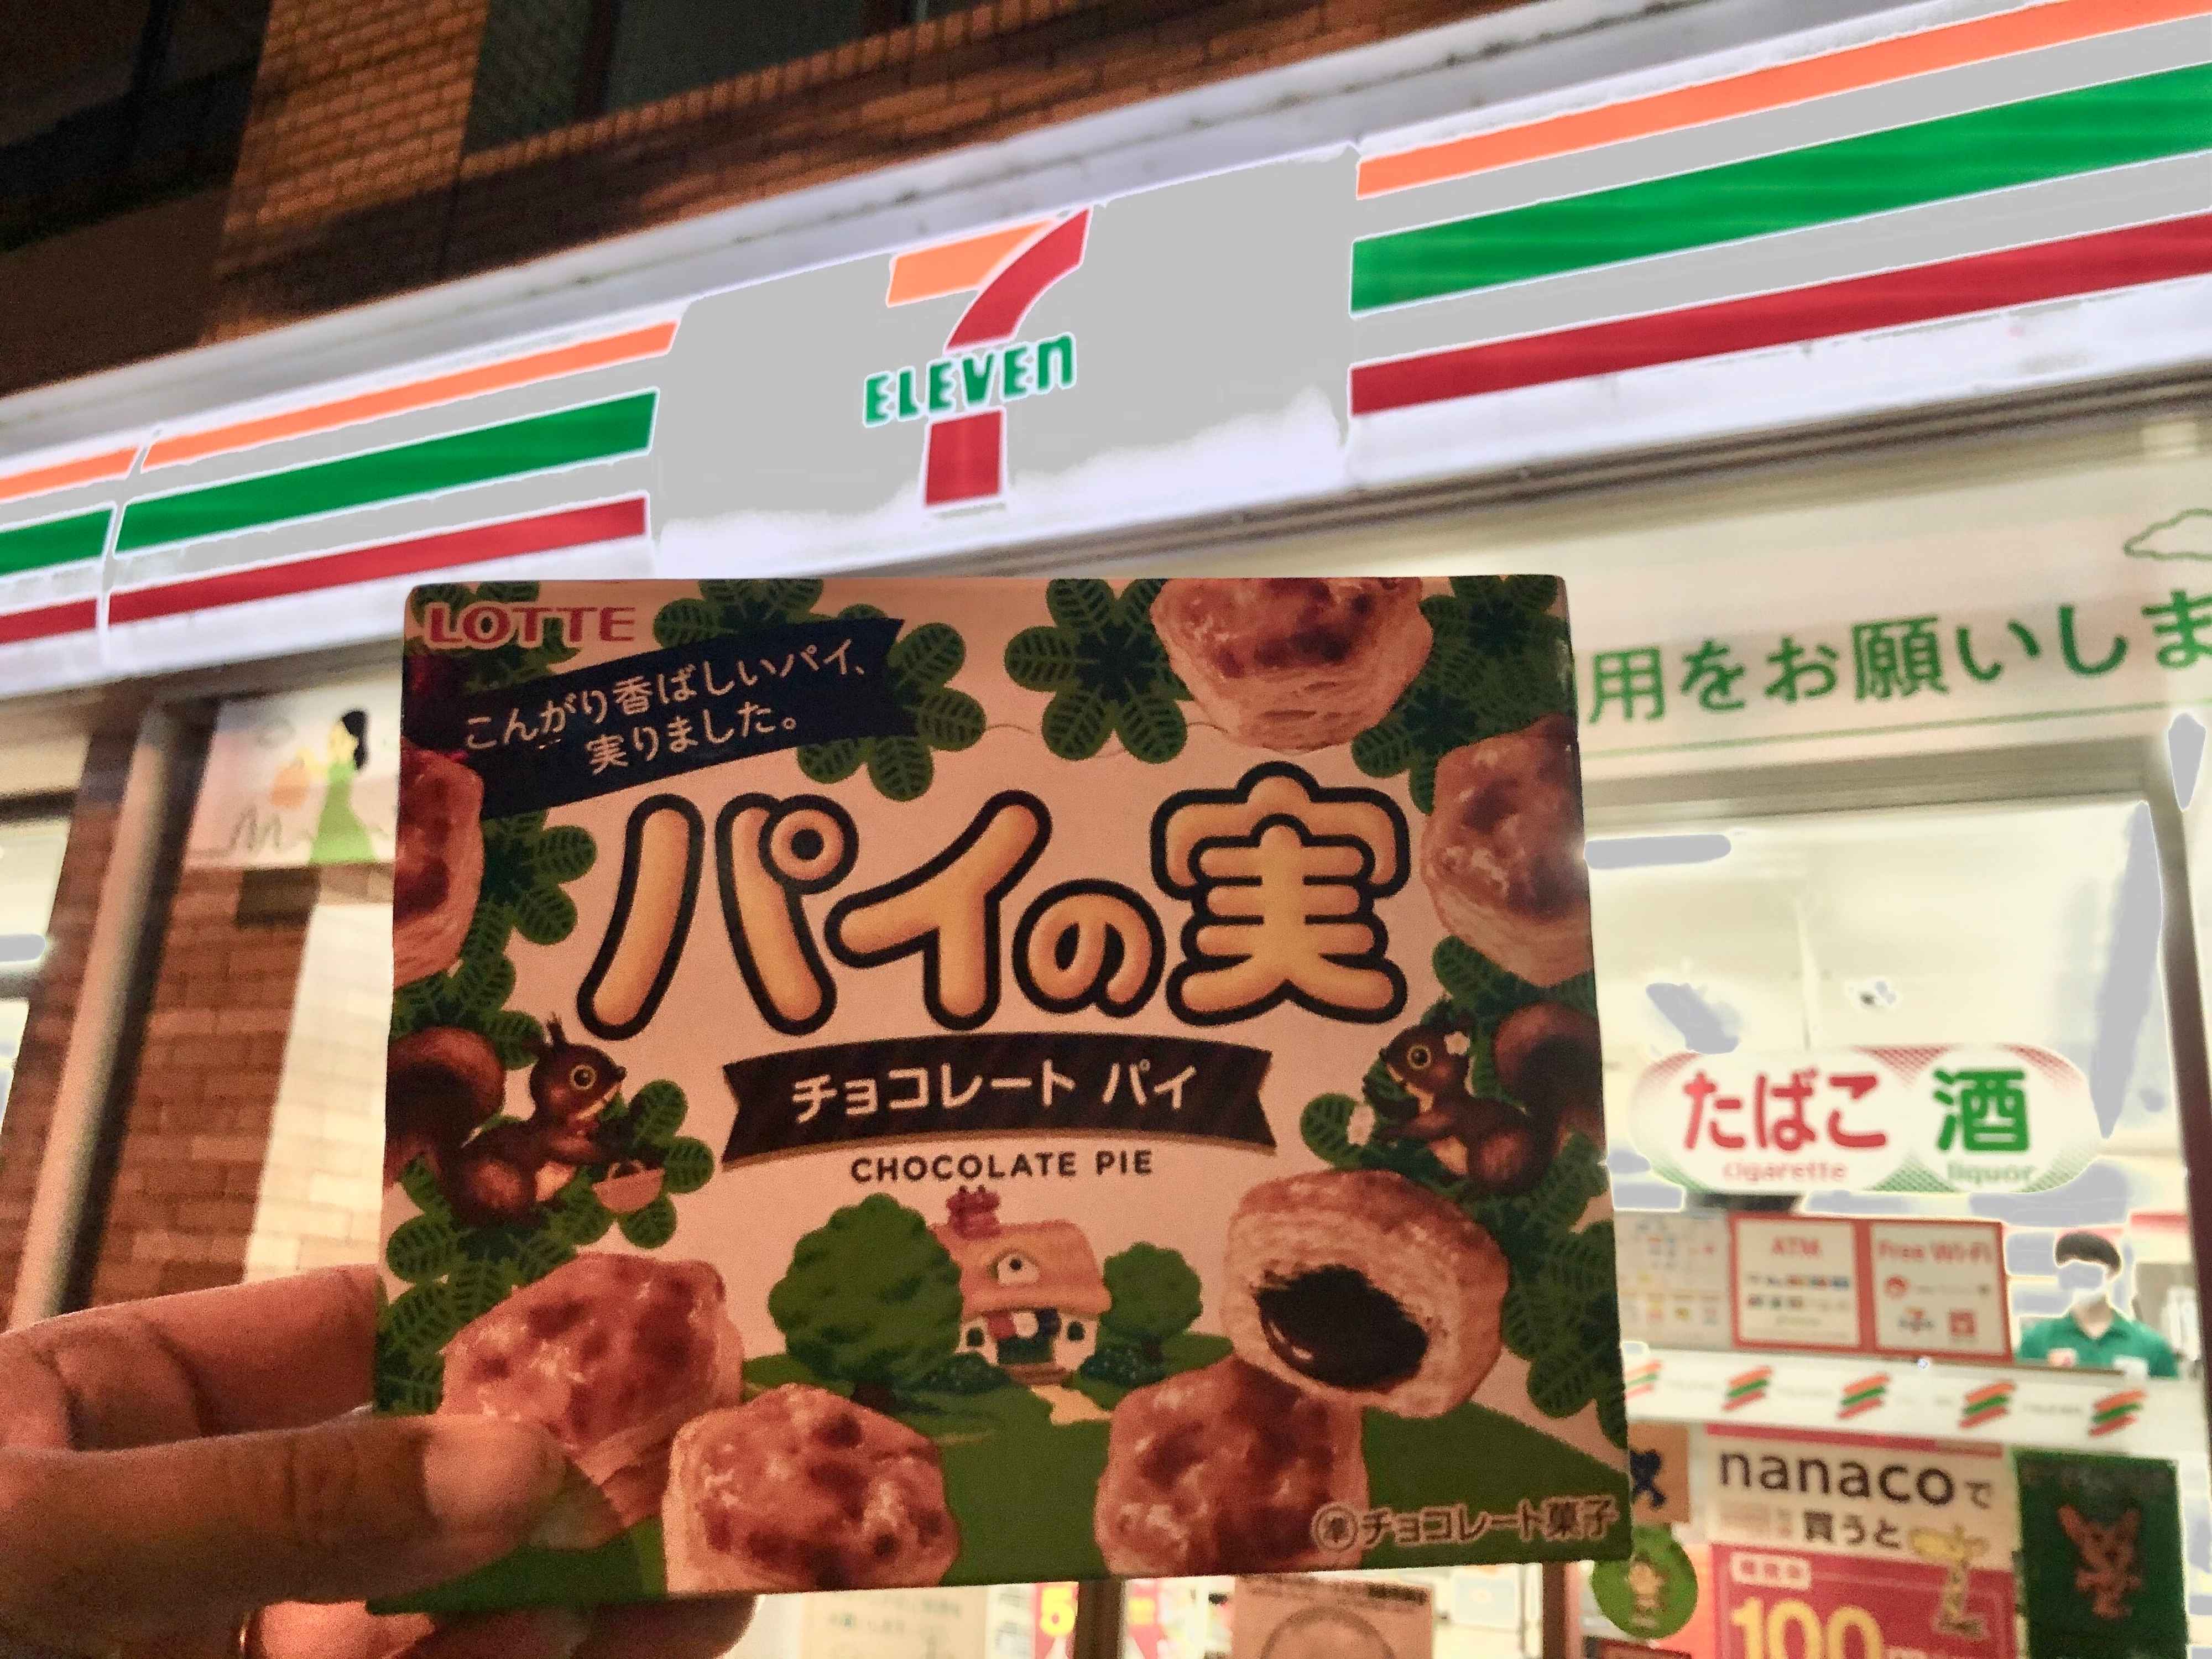 7
ELEVEN
LOTTE
こんがり香ばしいパイ、
実りました。
パイの実
チョコレート パイ
CHOCOLATE PIE
準チョコレート菓子
用をお願いしま
たばこ 酒
Cigarette liquor
ATM
Free Wi-Fi
nanacoで
買うと
100
5